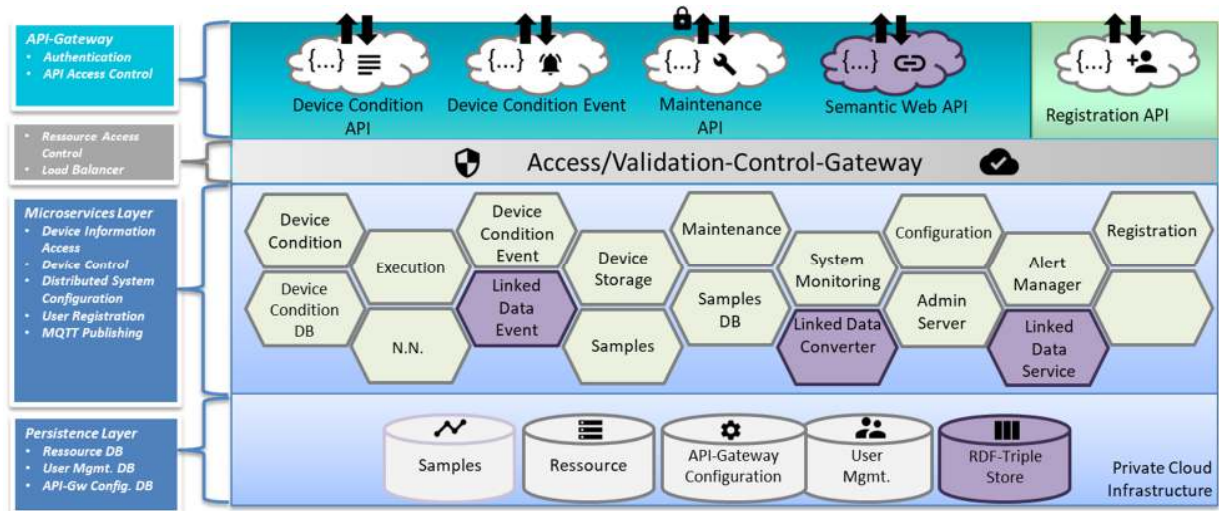 API-Gateway
• Authentication
• API Access Control
• Ressource Access
Control
• Load Balancer
Microservices Layer
• Device Information
Access
• Device Control
• Distributed System
Configuration
• User Registration
• MQTT Publishing
Persistence Layer
• Ressource DB
• User Mgmt. DB
• API-Gw Config. DB
{...}
Device Condition
API
{...}
Device Condition Event
{...}
Maintenance
API
{...}
Semantic Web API
{...}
Registration API
Access/Validation-Control-Gateway
Device
Condition
Device
Condition
DB
Execution
N.N.
Device
Condition
Event
Linked
Data
Event
Device
Storage
Samples
Maintenance
Samples
DB
System
Monitoring
Linked Data
Converter
Configuration
Admin
Server
Alert
Manager
Linked
Data
Service
Registration
Samples
Ressource
API-Gateway
Configuration
User
Mgmt.
RDF-Triple
Store
Private Cloud
Infrastructure